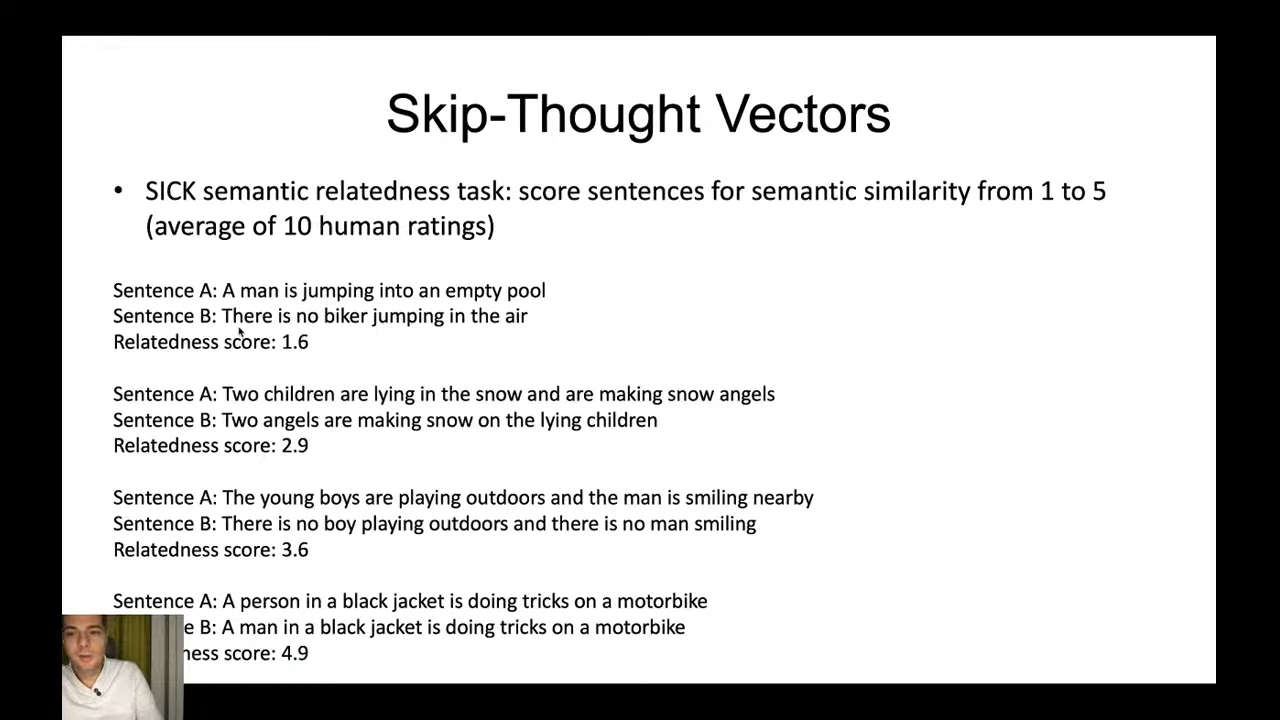 Skip-Thought Vectors
• SICK semantic relatedness task: score sentences for semantic similarity from 1 to 5
(average of 10 human ratings)
Sentence A: A man is jumping into an empty pool
Sentence B: There is no biker jumping in the air
Relatedness score: 1.6
Sentence A: Two children are lying in the snow and are making snow angels
Sentence B: Two angels are making snow on the lying children
Relatedness score: 2.9
Sentence A: The young boys are playing outdoors and the man is smiling nearby
Sentence B: There is no boy playing outdoors and there is no man smiling
Relatedness score: 3.6
Sentence A: A person in a black jacket is doing tricks on a motorbike
e B: A man in a black jacket is doing tricks on a motorbike
ness score: 4.9